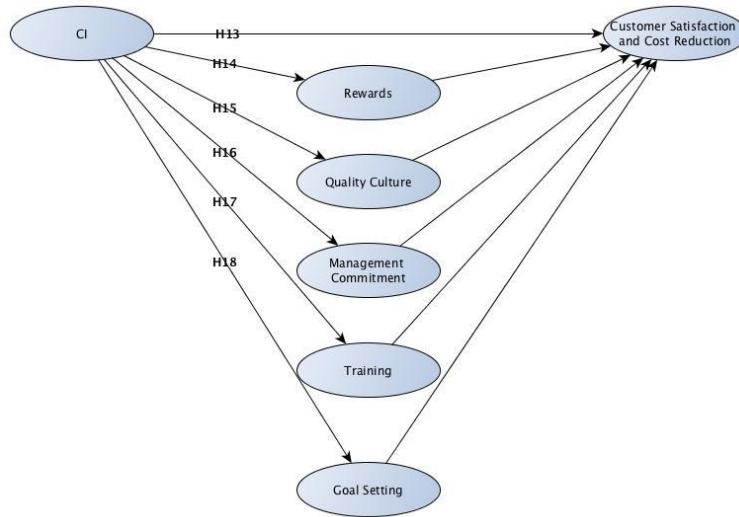 CI
H13
Customer Satisfaction
and Cost Reduction
H14
Rewards
H15
Quality Culture
H16
Management
Commitment
H17
H18
Training
Goal Setting